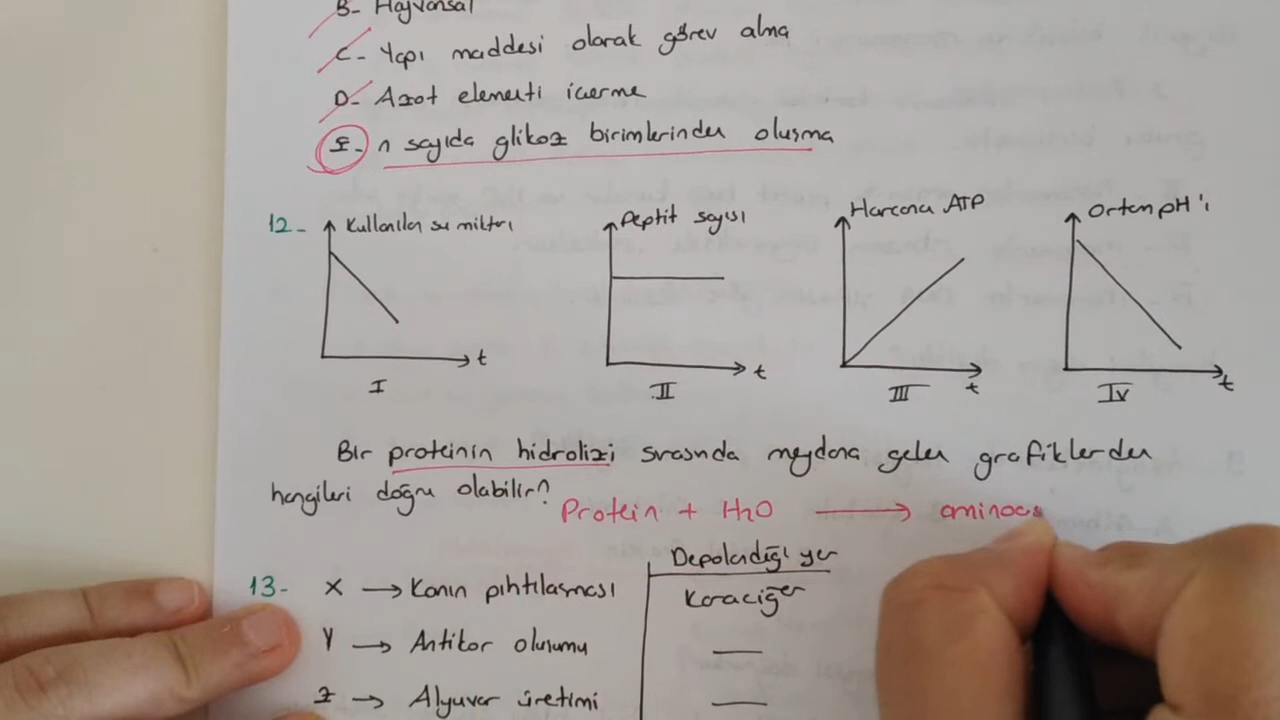 B- Hayvansal
C- Yapı maddesi olarak görev alma
D- Azot elementi içerme
E- n sayıda glikoz birimlerinden oluşma
12- Kullanılan su miktarı
Peptit sayısı
Harcanan ATP
Ortam pH'ı
t
t
t
t
I
II
III
IV
Bir proteinin hidrolizi sırasında meydana gelen grafiklerden
hangileri doğru olabilir?
Protein + H2O → aminoas
Depolandığı yer
13- X → Kanın pıhtılaşması
Karaciğer
Y → Antikor oluşumu
—
Z → Alyuvar üretimi
—